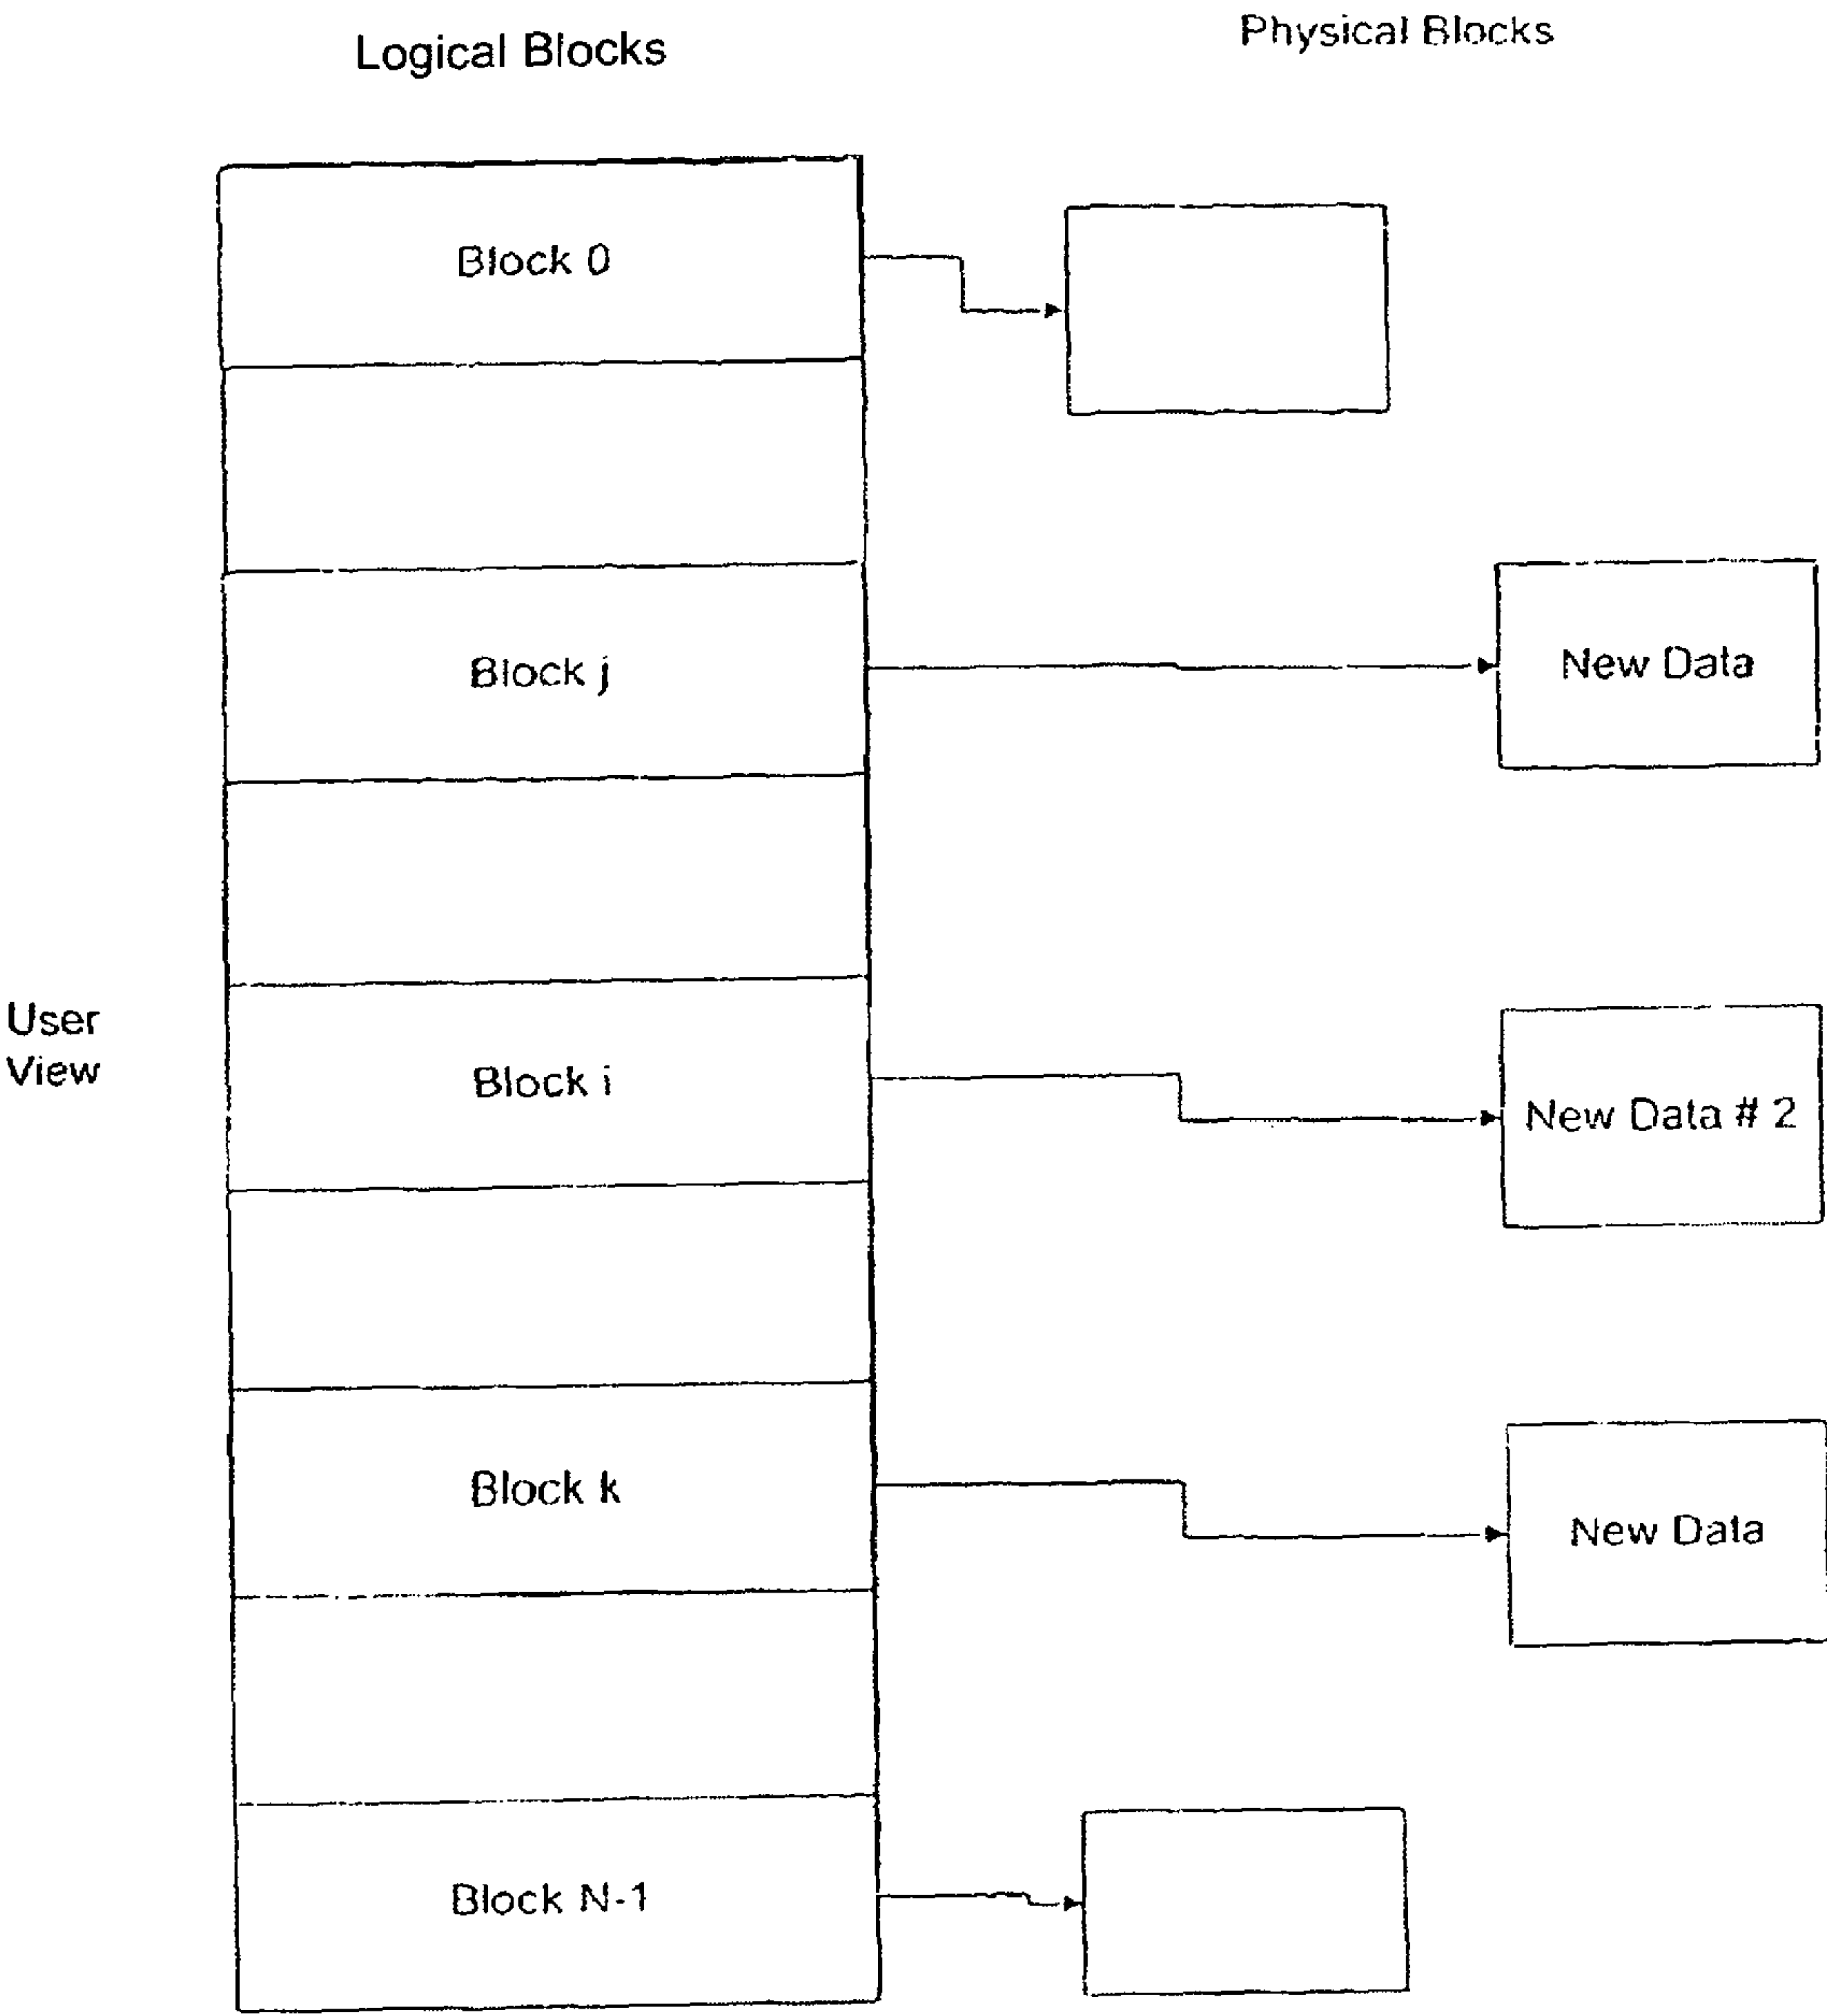 Logical Blocks
Physical Blocks
Block 0
Block j
New Data
User
View
Block i
New Data # 2
Block k
New Data
Block N-1